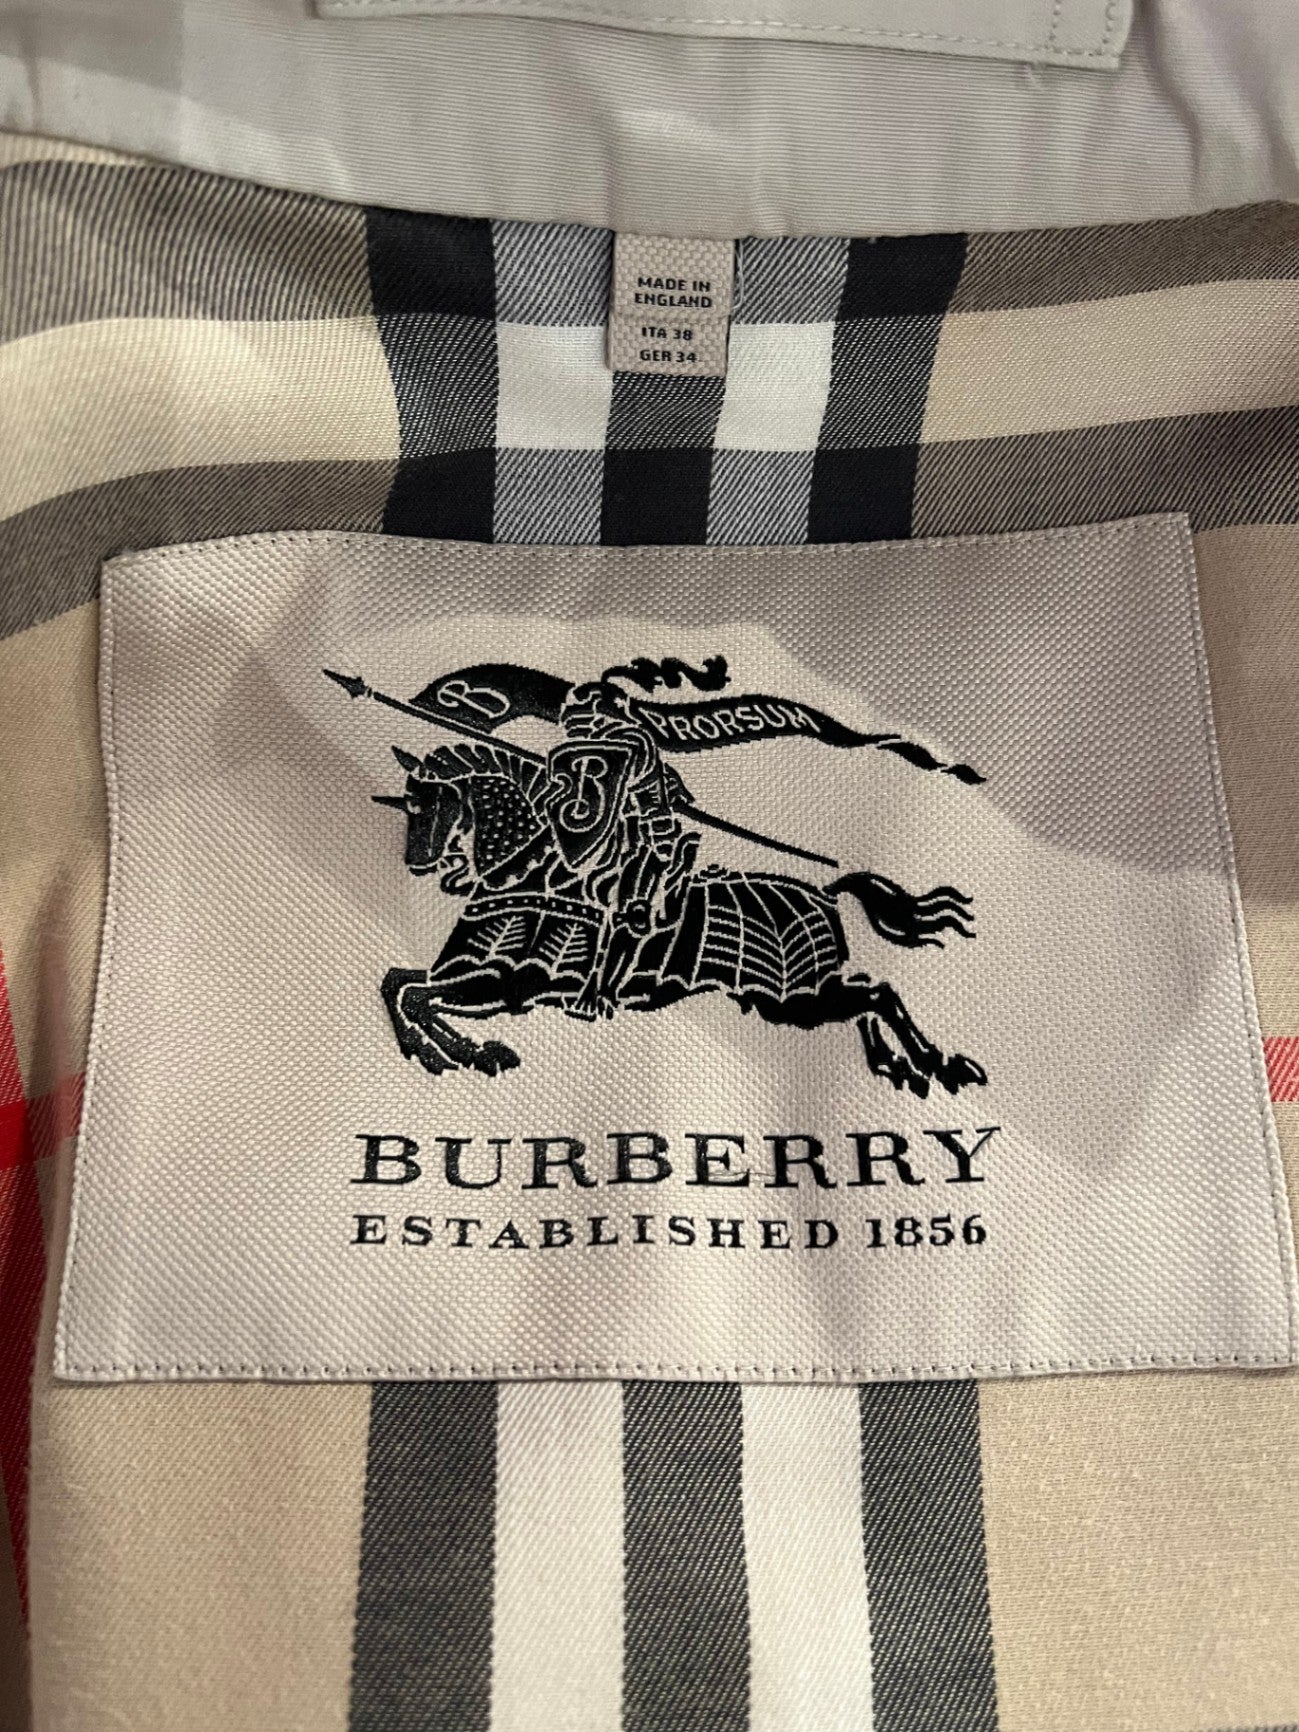 MADE IN
ENGLAND
ITA 38
GER 34
B PRORSUM
B
BURBERRY
ESTABLISHED 1856